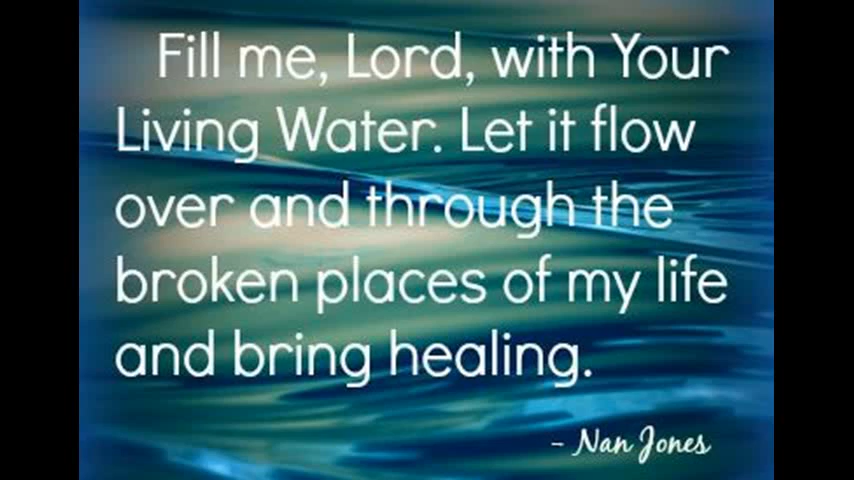 Fill me, Lord, with Your
Living Water. Let it flow
over and through the
broken places of my life
and bring healing.
- Nan Jones